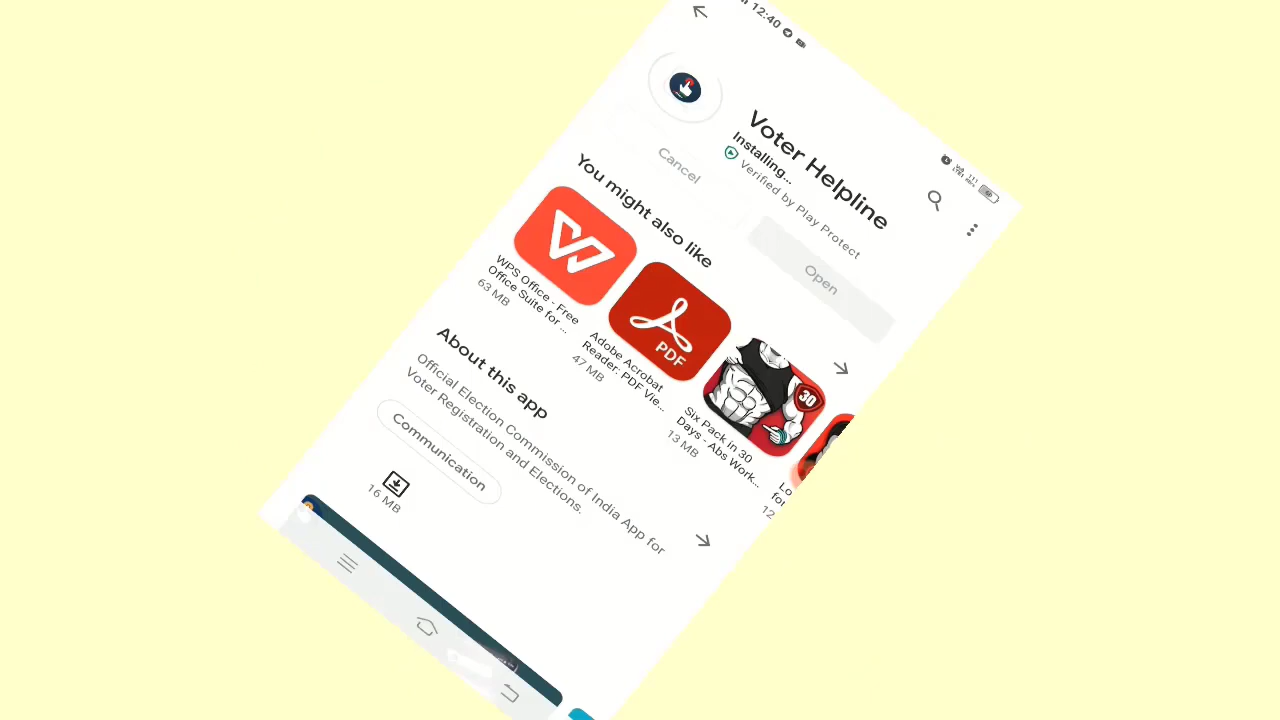 12:40
Voter Helpline
Installing...
Verified by Play Protect
Cancel
Open
You might also like
WPS Office - Free
Office Suite for ...
63 MB
Adobe Acrobat
Reader: PDF Vie...
47 MB
30
Six Pack in 30
Days - Abs Work...
13 MB
Lo
for
12
PDF
About this app
Official Election Commission of India App for
Voter Registration and Elections.
Communication
16 MB